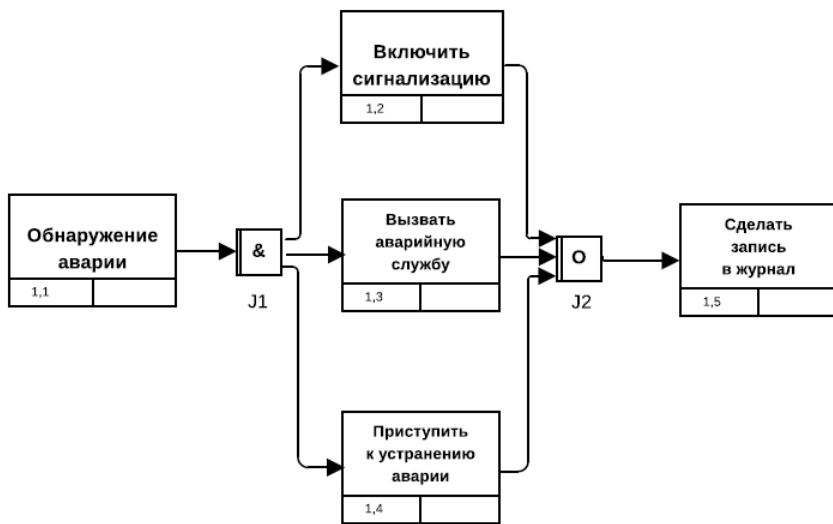 Включить
сигнализацию
1,2
Обнаружение
аварии
1,1
&
J1
Вызвать
аварийную
службу
1,3
O
J2
Сделать
запись
в журнал
1,5
Приступить
к устранению
аварии
1,4